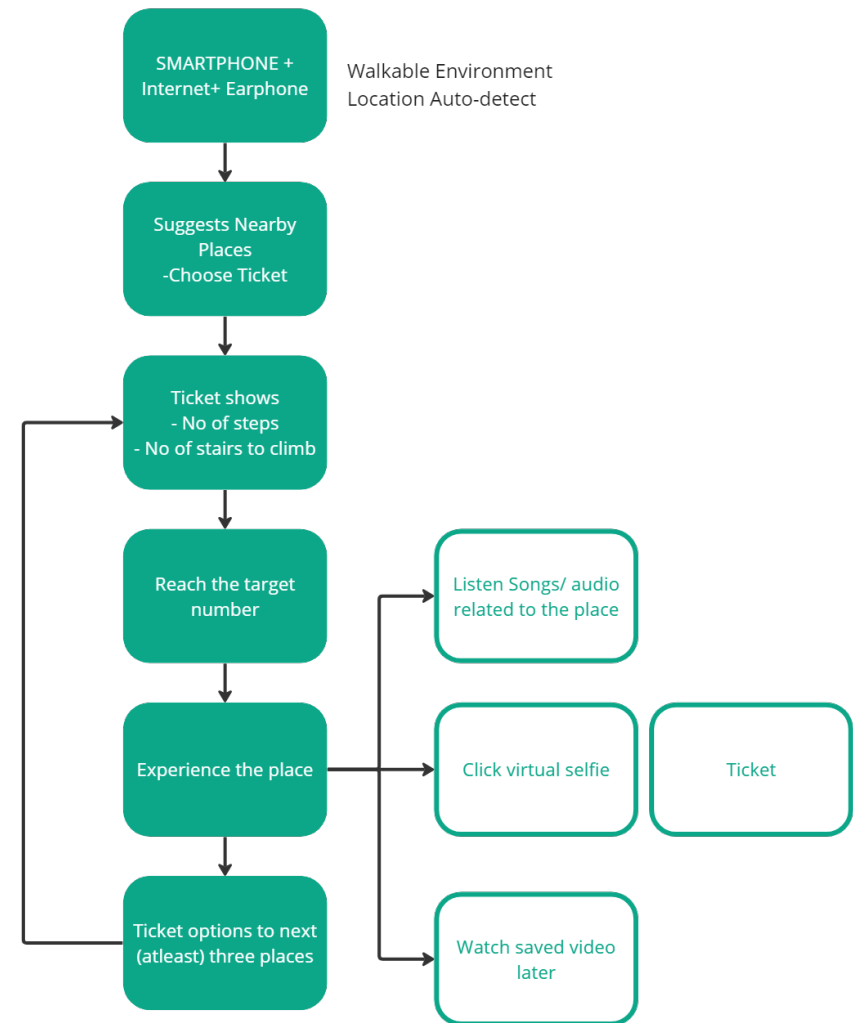 SMARTPHONE +
Internet+ Earphone
Walkable Environment
Location Auto-detect
Suggests Nearby
Places
-Choose Ticket
Ticket shows
- No of steps
- No of stairs to climb
Reach the target
number
Listen Songs/ audio
related to the place
Experience the place
Click virtual selfie
Ticket
Ticket options to next
(atleast) three places
Watch saved video
later